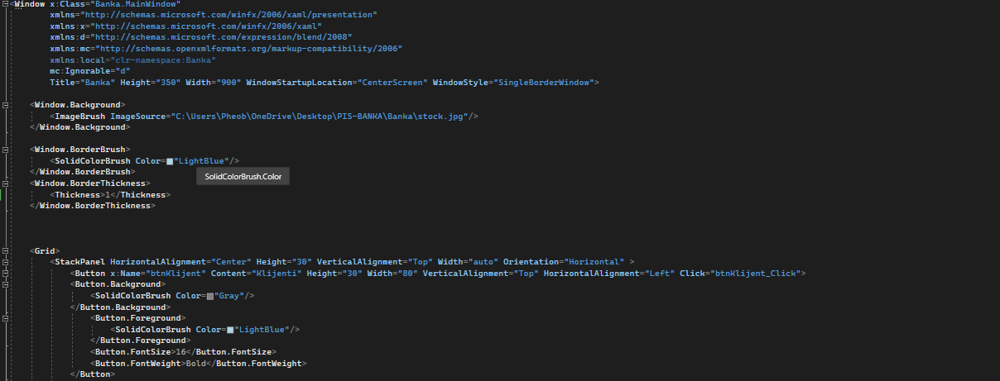 <Window x:Class="Banka.MainWindow"
xmlns="http://schemas.microsoft.com/winfx/2006/xaml/presentation"
xmlns:x="http://schemas.microsoft.com/winfx/2006/xaml"
xmlns:d="http://schemas.microsoft.com/expression/blend/2008"
xmlns:mc="http://schemas.openxmlformats.org/markup-compatibility/2006"
xmlns:local="clr-namespace:Banka"
mc:Ignorable="d"
Title="Banka" Height="350" Width="900" WindowStartupLocation="CenterScreen" WindowStyle="SingleBorderWindow">
<Window.Background>
<ImageBrush ImageSource="C:\Users\Pheob\OneDrive\Desktop\PIS-BANKA\Banka\stock.jpg"/>
</Window.Background>
<Window.BorderBrush>
<SolidColorBrush Color="LightBlue"/>
</Window.BorderBrush>
SolidColorBrush.Color
<Window.BorderThickness>
<Thickness>1</Thickness>
</Window.BorderThickness>
<Grid>
<StackPanel HorizontalAlignment="Center" Height="30" VerticalAlignment="Top" Width="auto" Orientation="Horizontal" >
<Button x:Name="btnKlijent" Content="Klijenti" Height="30" Width="80" VerticalAlignment="Top" HorizontalAlignment="Left" Click="btnKlijent_Click">
<Button.Background>
<SolidColorBrush Color="Gray"/>
</Button.Background>
<Button.Foreground>
<SolidColorBrush Color="LightBlue"/>
</Button.Foreground>
<Button.FontSize>16</Button.FontSize>
<Button.FontWeight>Bold</Button.FontWeight>
</Button>